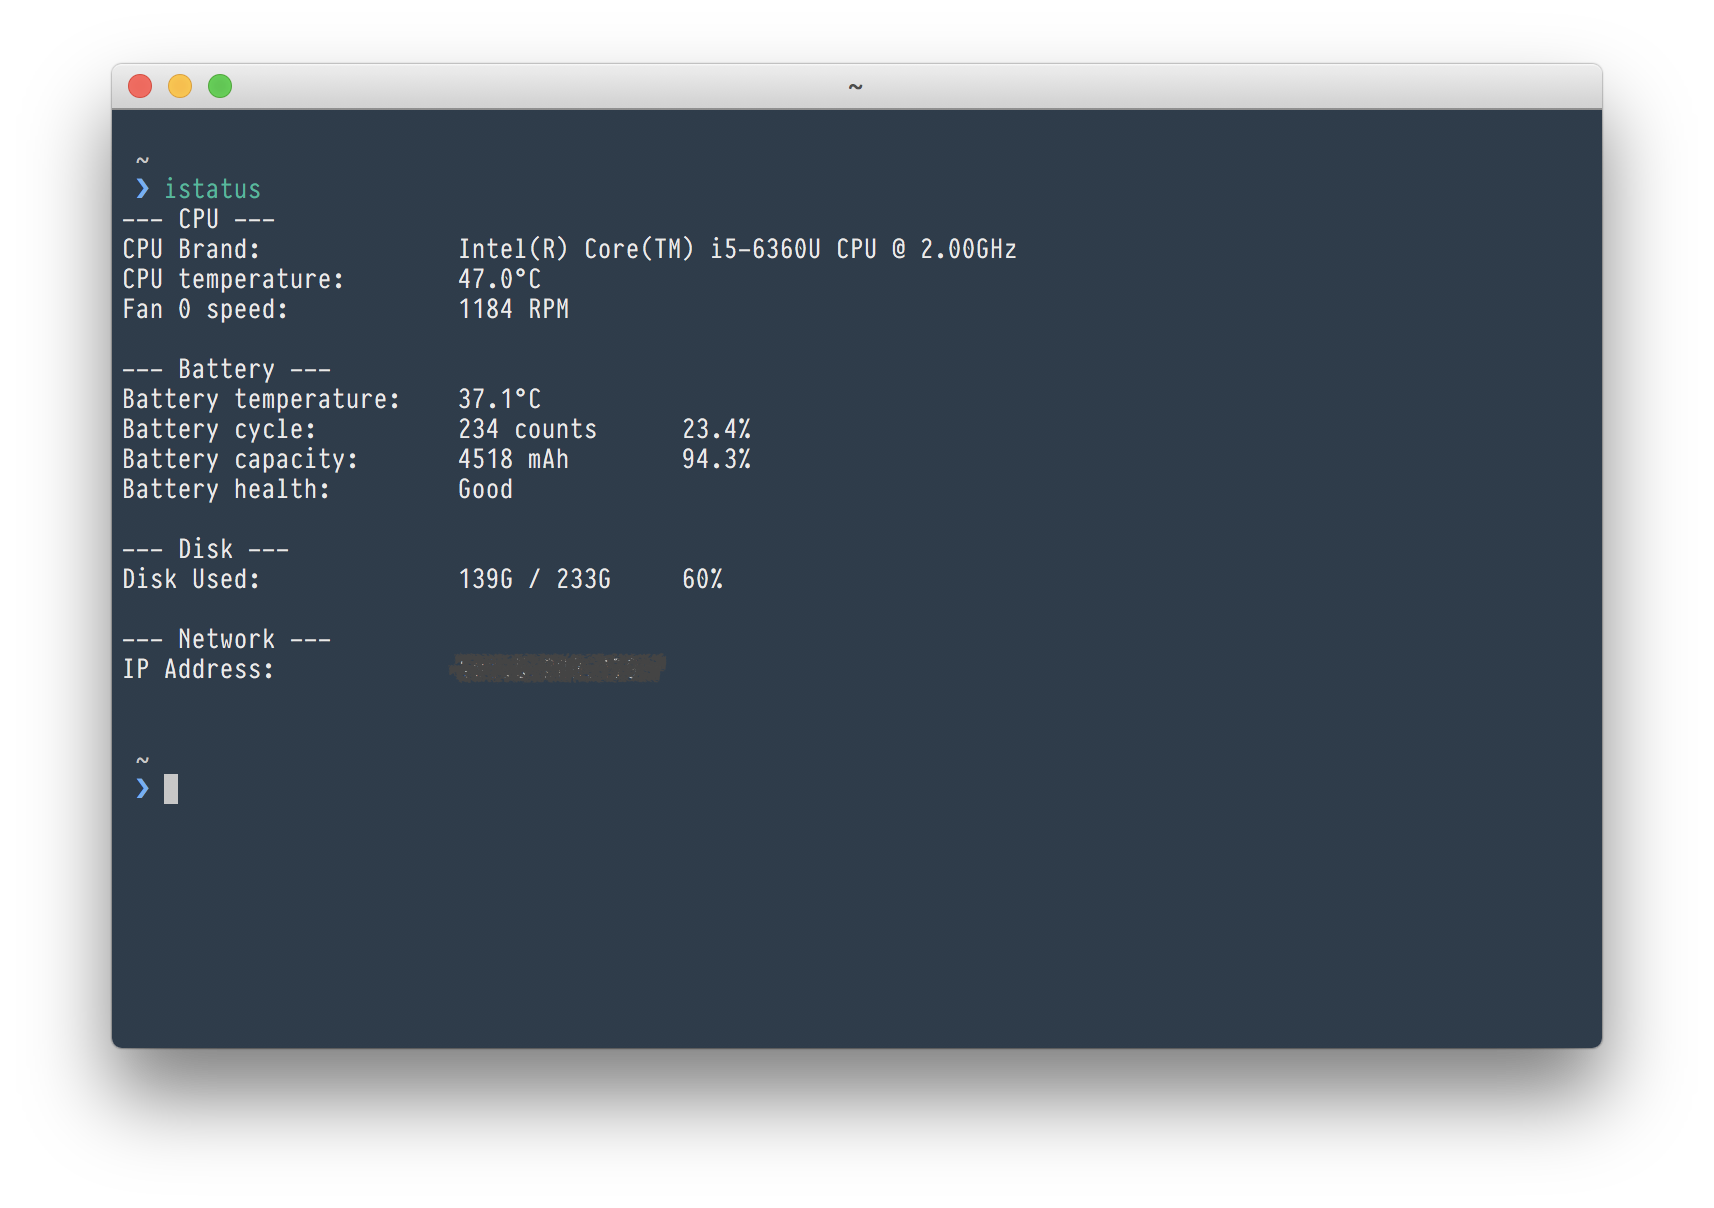 ~
~
❯ istatus
--- CPU ---
CPU Brand: Intel(R) Core(TM) i5-6360U CPU @ 2.00GHz
CPU temperature: 47.0°C
Fan 0 speed: 1184 RPM
--- Battery ---
Battery temperature: 37.1°C
Battery cycle: 234 counts 23.4%
Battery capacity: 4518 mAh 94.3%
Battery health: Good
--- Disk ---
Disk Used: 139G / 233G 60%
--- Network ---
IP Address:
~
❯